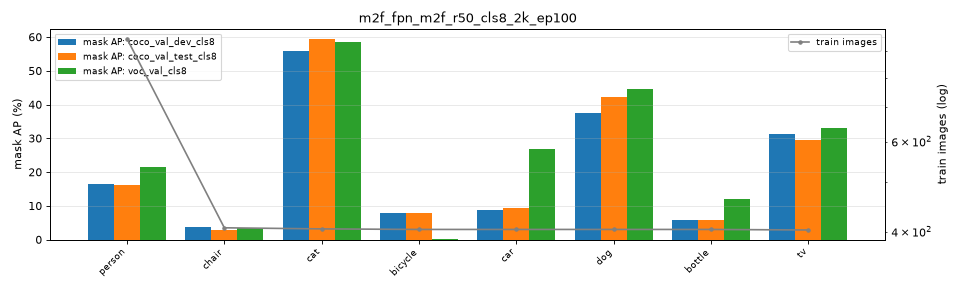 m2f_fpn_m2f_r50_cls8_2k_ep100
mask AP: coco_val_dev_cls8
mask AP: coco_val_test_cls8
mask AP: voc_val_cls8
train images
mask AP (%)
60
50
40
30
20
10
0
train images (log)
6 × 10²
4 × 10²
person
chair
cat
bicycle
car
dog
bottle
tv